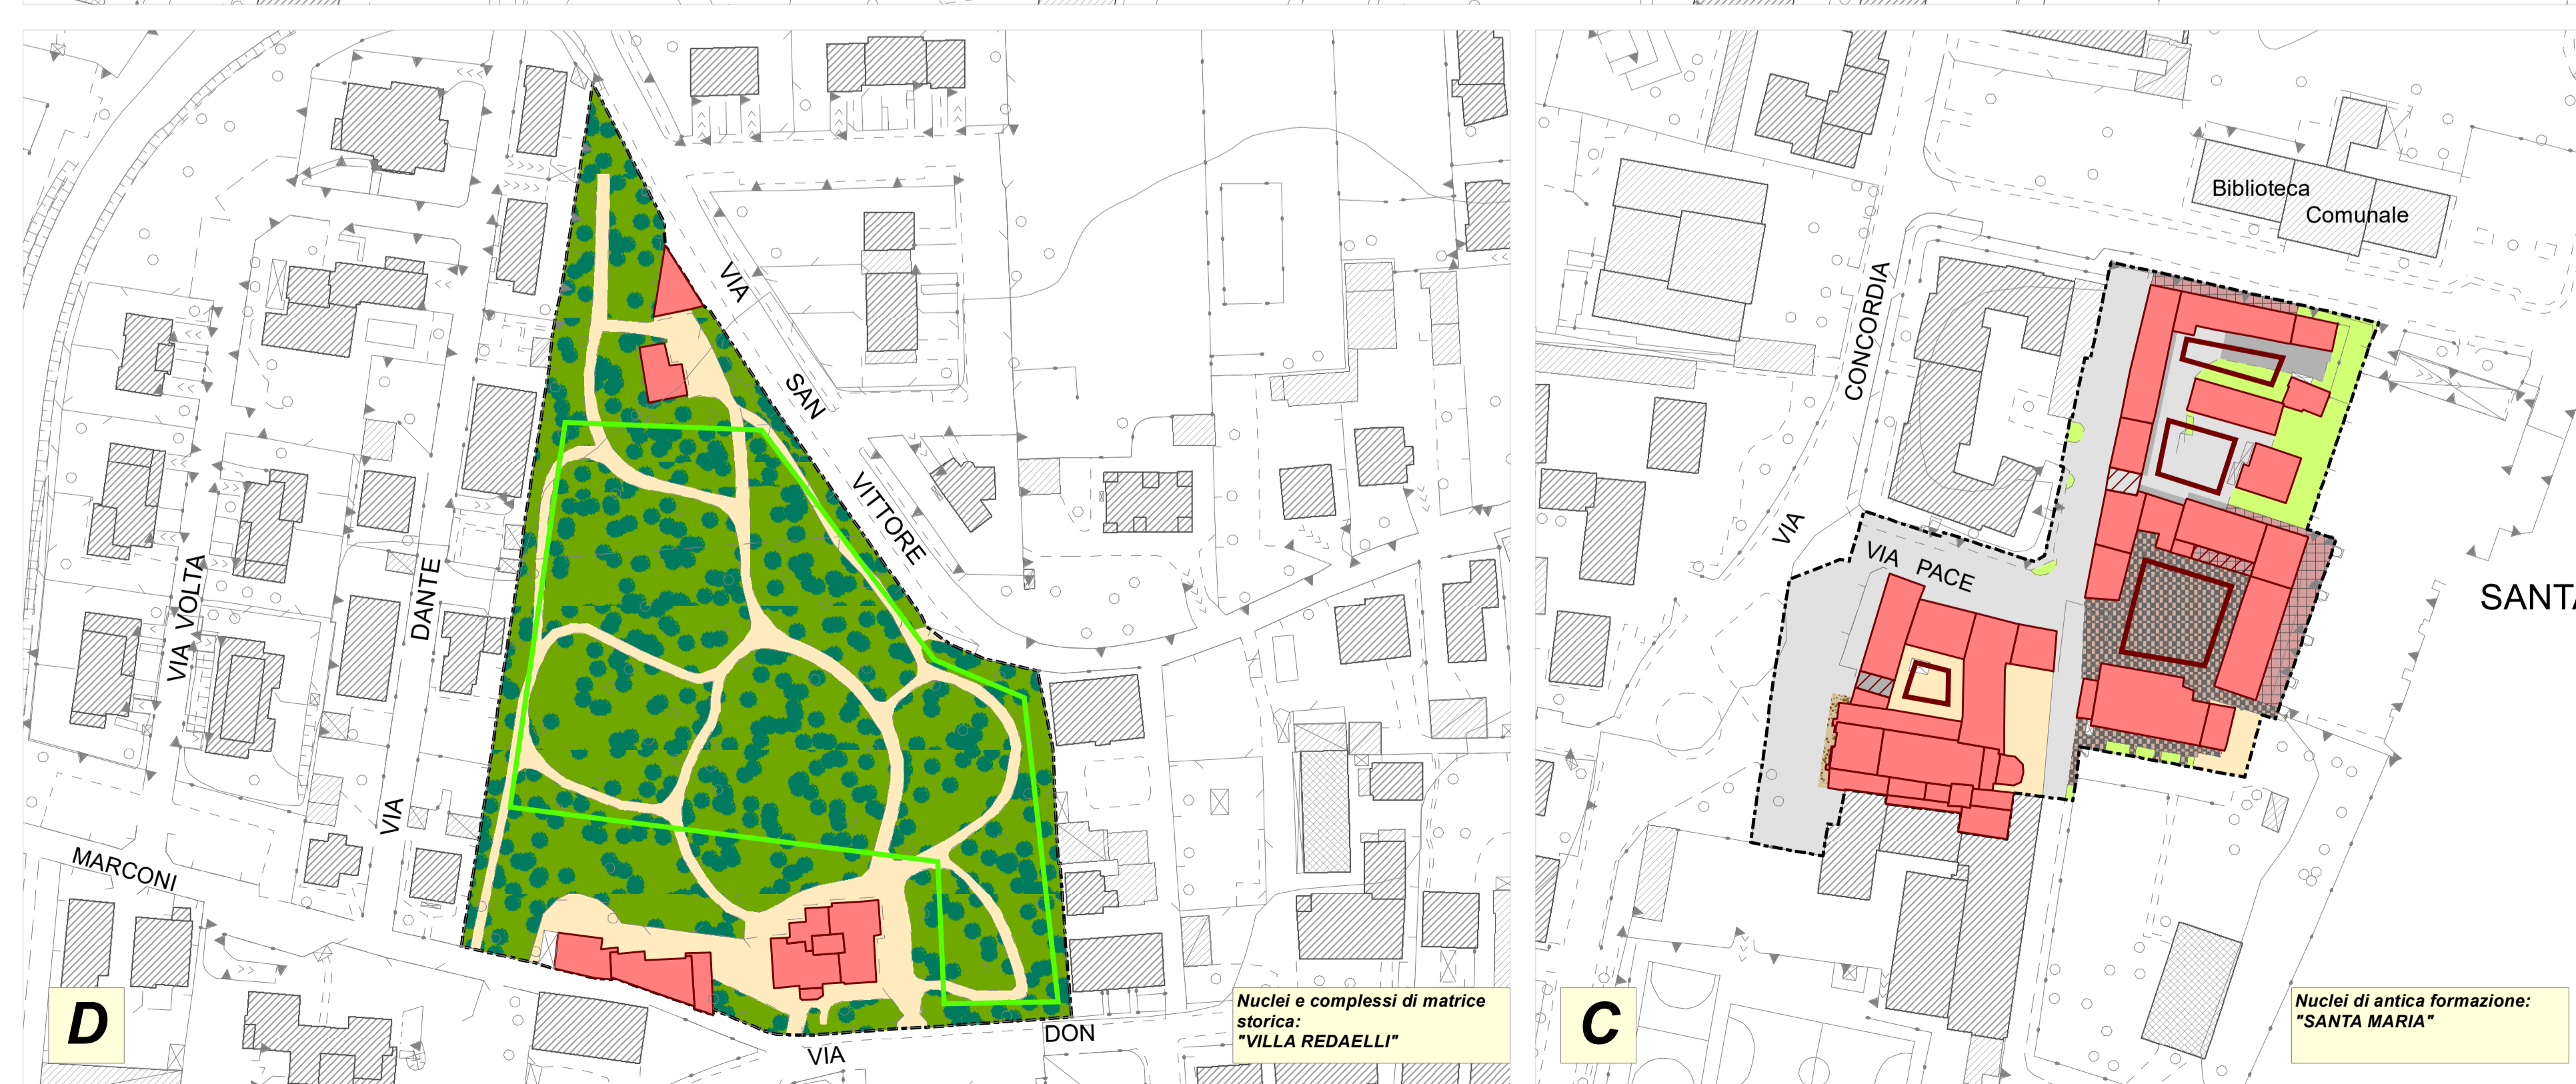 VIA
SAN
VITTORE
VIA VOLTA
DANTE
VIA
MARCONI
VIA
DON
D
Nuclei e complessi di matrice
storica:
"VILLA REDAELLI"
Biblioteca
Comunale
CONCORDIA
VIA
VIA PACE
C
Nuclei di antica formazione:
"SANTA MARIA"